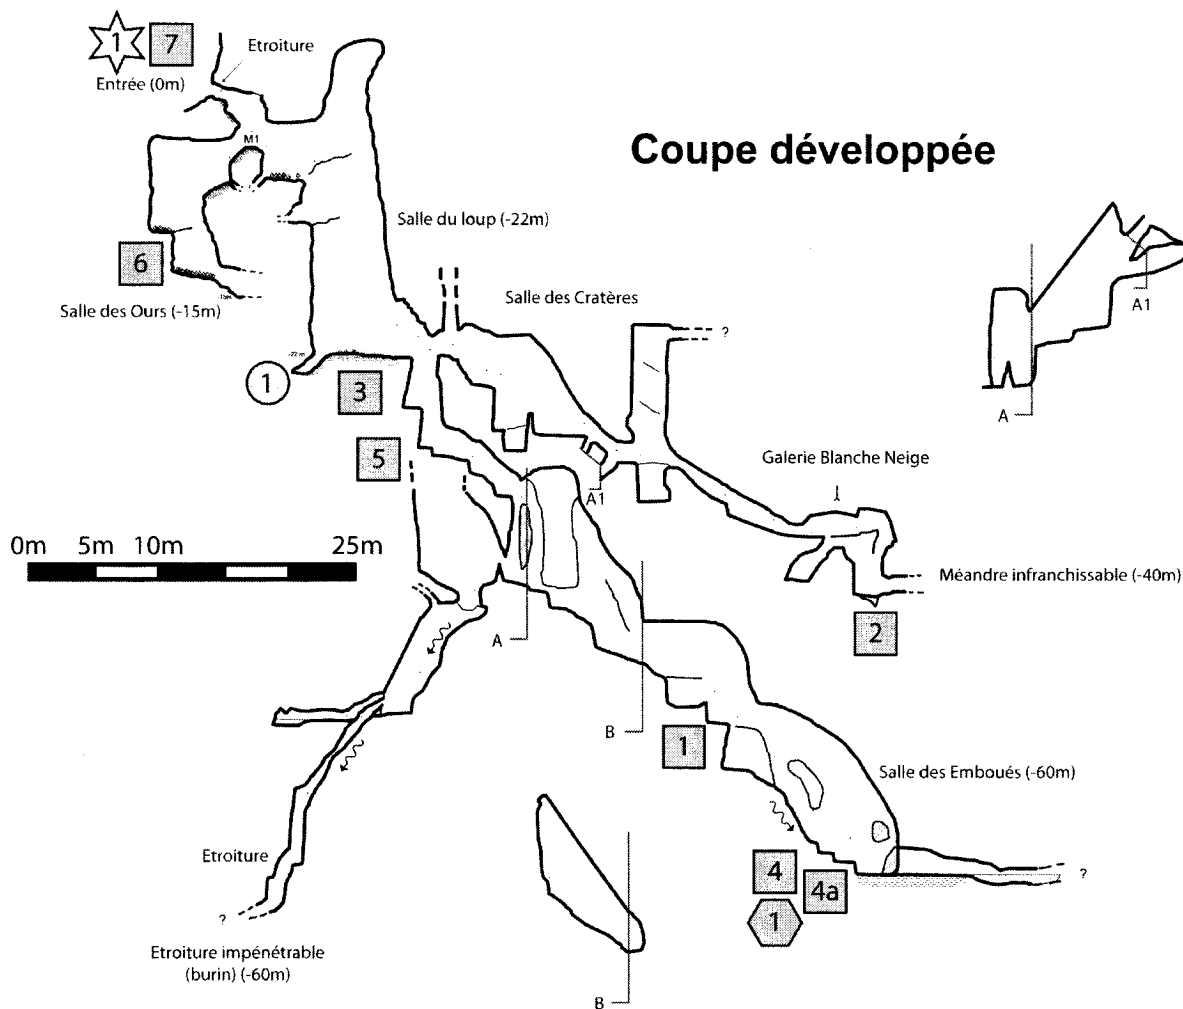 1
7
Etroiture
Entrée (0m)
M1
Coupe développée
Salle du loup (-22m)
6
Salle des Ours (-15m)
Salle des Cratères
?
A1
A
-22 m
1
3
5
Galerie Blanche Neige
A1
0m 5m 10m 25m
Méandre infranchissable (-40m)
2
A
B
1
Salle des Emboués (-60m)
Etroiture
4
4a
?
1
?
Etroiture impénétrable
(burin) (-60m)
B